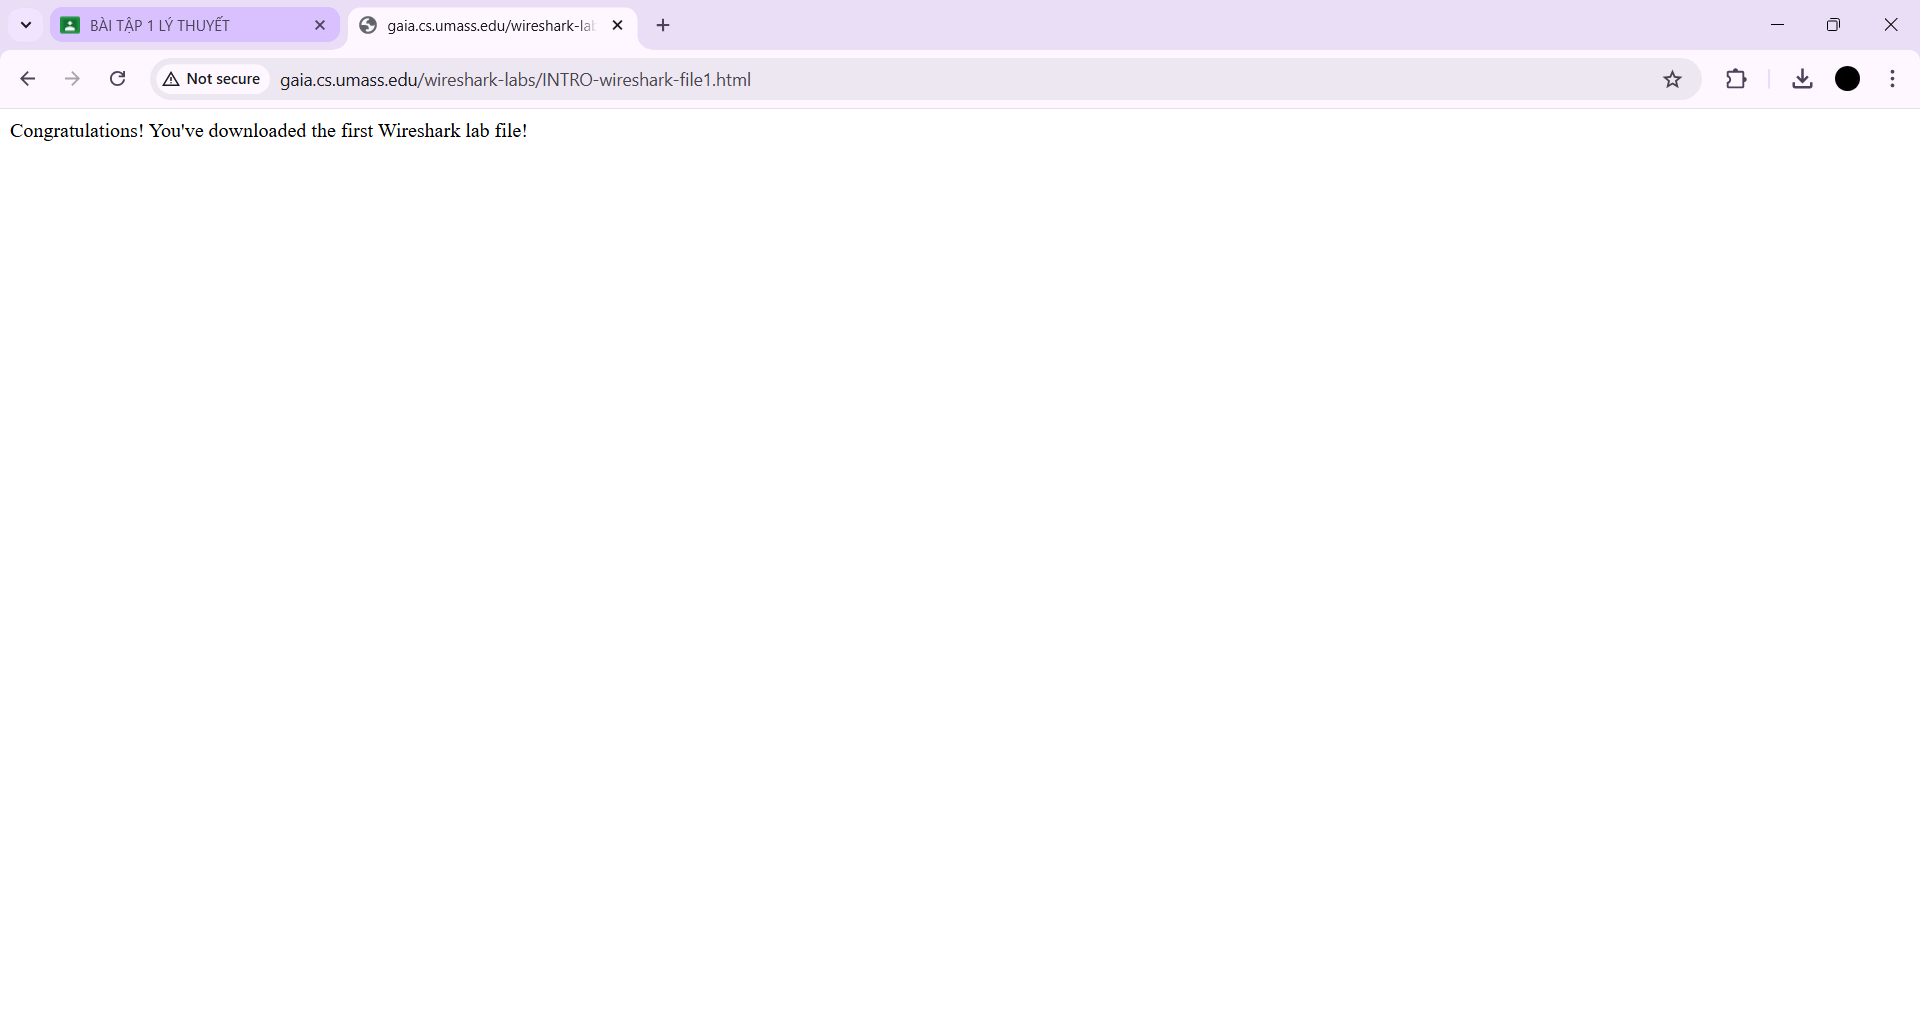 BÀI TẬP 1 LÝ THUYẾT
gaia.cs.umass.edu/wireshark-lab
Not secure
gaia.cs.umass.edu/wireshark-labs/INTRO-wireshark-file1.html
Congratulations! You've downloaded the first Wireshark lab file!